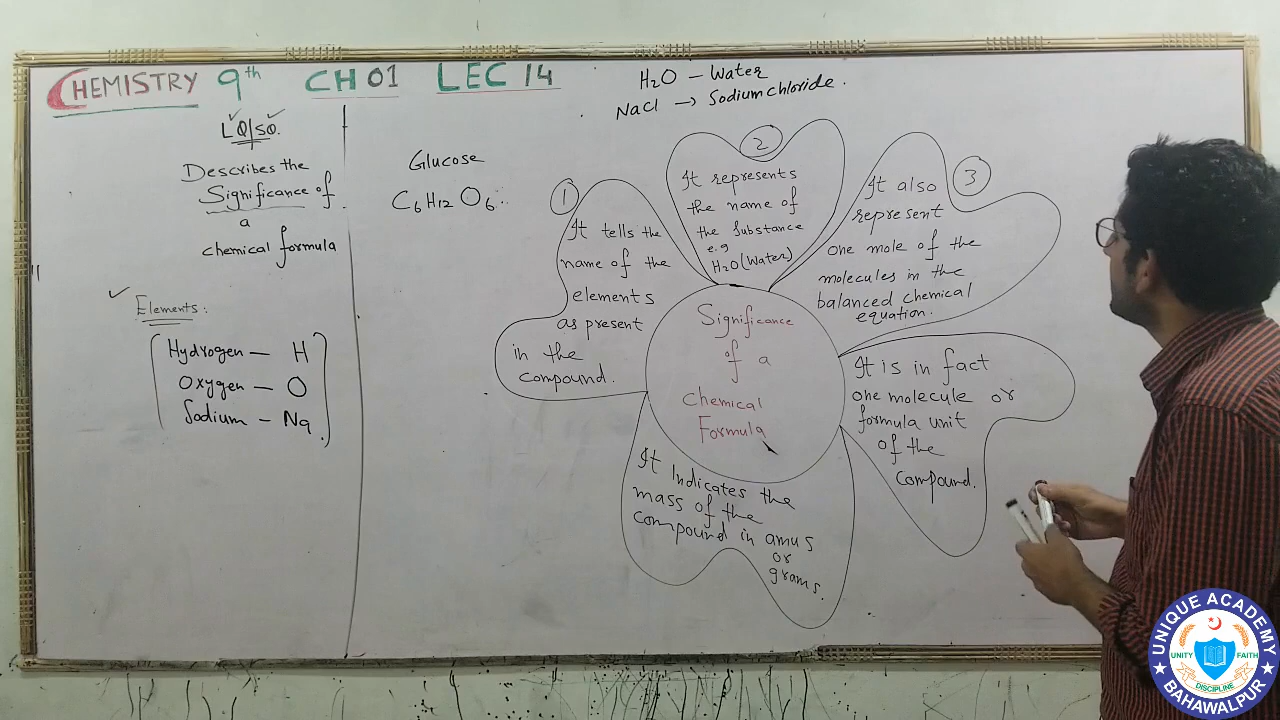 CHEMISTRY 9th CH 01 LEC 14
H2O – Water
NaCl → Sodium chloride.
LQ/SQ.
Describes the
Significance of
a
chemical formula
Elements:
Hydrogen — H
Oxygen — O
Sodium – Na
Glucose
C6H12O6
1
It tells the
name of the
elements
as present
in the
compound.
2
It represents
the name of
the substance
e.g
H2O (Water)
3
It also
represent
one mole of the
molecules in the
balanced chemical
equation.
It is in fact
one molecule or
formula unit
of the
compound.
It Indicates the
mass of the
compound in amus
or
grams.
Significance
of a
Chemical
Formula
UNIQUE ACADEMY
UNITY FAITH
DISCIPLINE
BAHAWALPUR